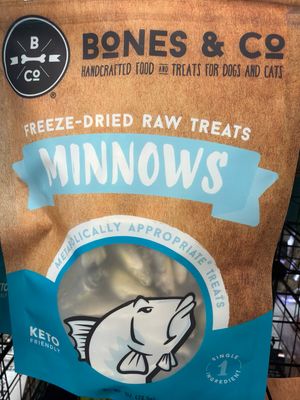 B
Co
BONES & Co
HANDCRAFTED FOOD AND TREATS FOR DOGS AND CATS
®
FREEZE-DRIED RAW TREATS
MINNOWS
METABOLICALLY APPROPRIATE® TREATS
KETO
FRIENDLY
SINGLE
1
INGREDIENT